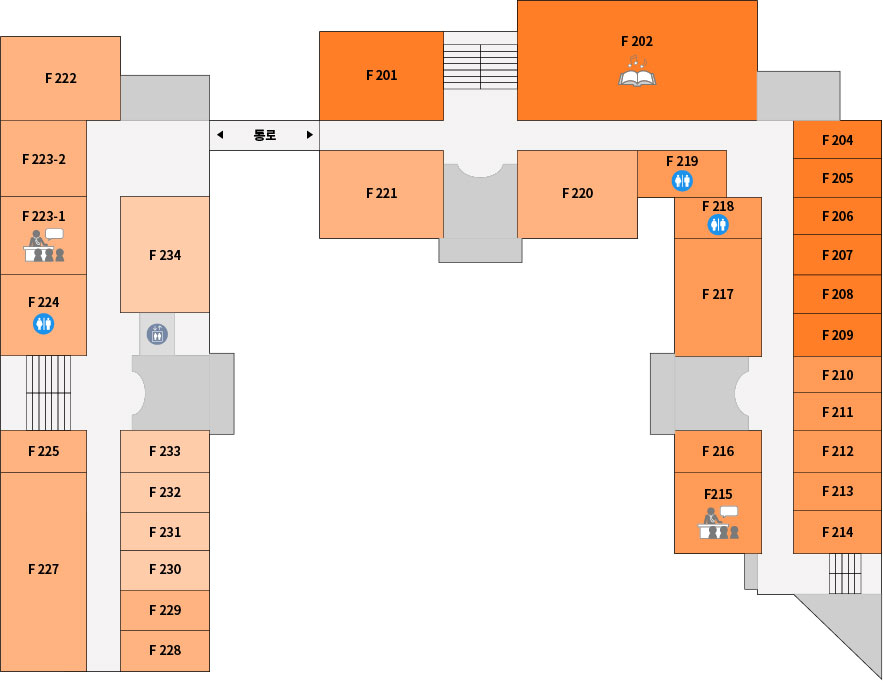 F 202
F 201
F 222
통로
F 204
F 223-2
F 219
F 205
F 221
F 220
F 218
F 206
F 223-1
F 234
F 207
F 217
F 208
F 224
F 209
F 210
F 211
F 225
F 233
F 216
F 212
F 232
F215
F 213
F 231
F 214
F 227
F 230
F 229
F 228